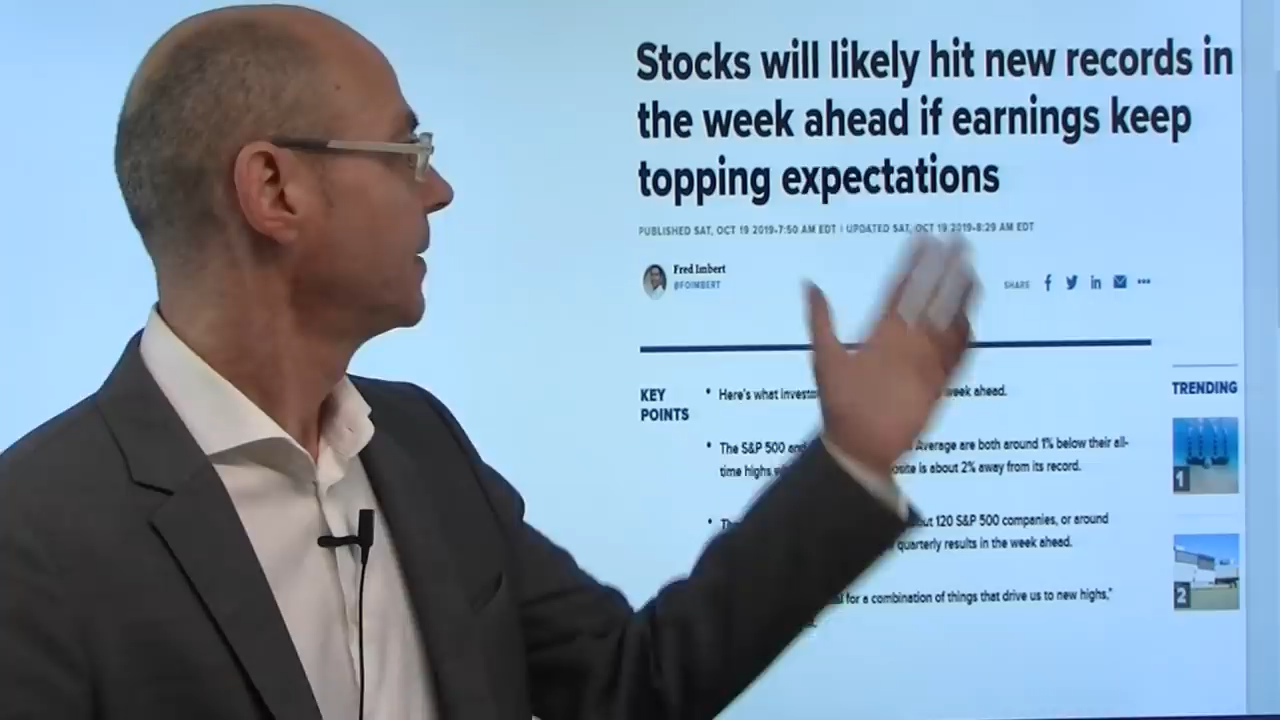 Stocks will likely hit new records in
the week ahead if earnings keep
topping expectations
PUBLISHED SAT, OCT 19 2019-7:50 AM EDT | UPDATED SAT, OCT 19 2019-8:29 AM EDT
Fred Imbert
@FOIMBERT
SHARE
KEY
POINTS
• Here's what week ahead.
• The S&P 500 and Average are both around 1% below their all-
time highs is about 2% away from its record.
• 120 S&P 500 companies, or around
quarterly results in the week ahead.
for a combination of things that drive us to new highs,"
TRENDING
1
2